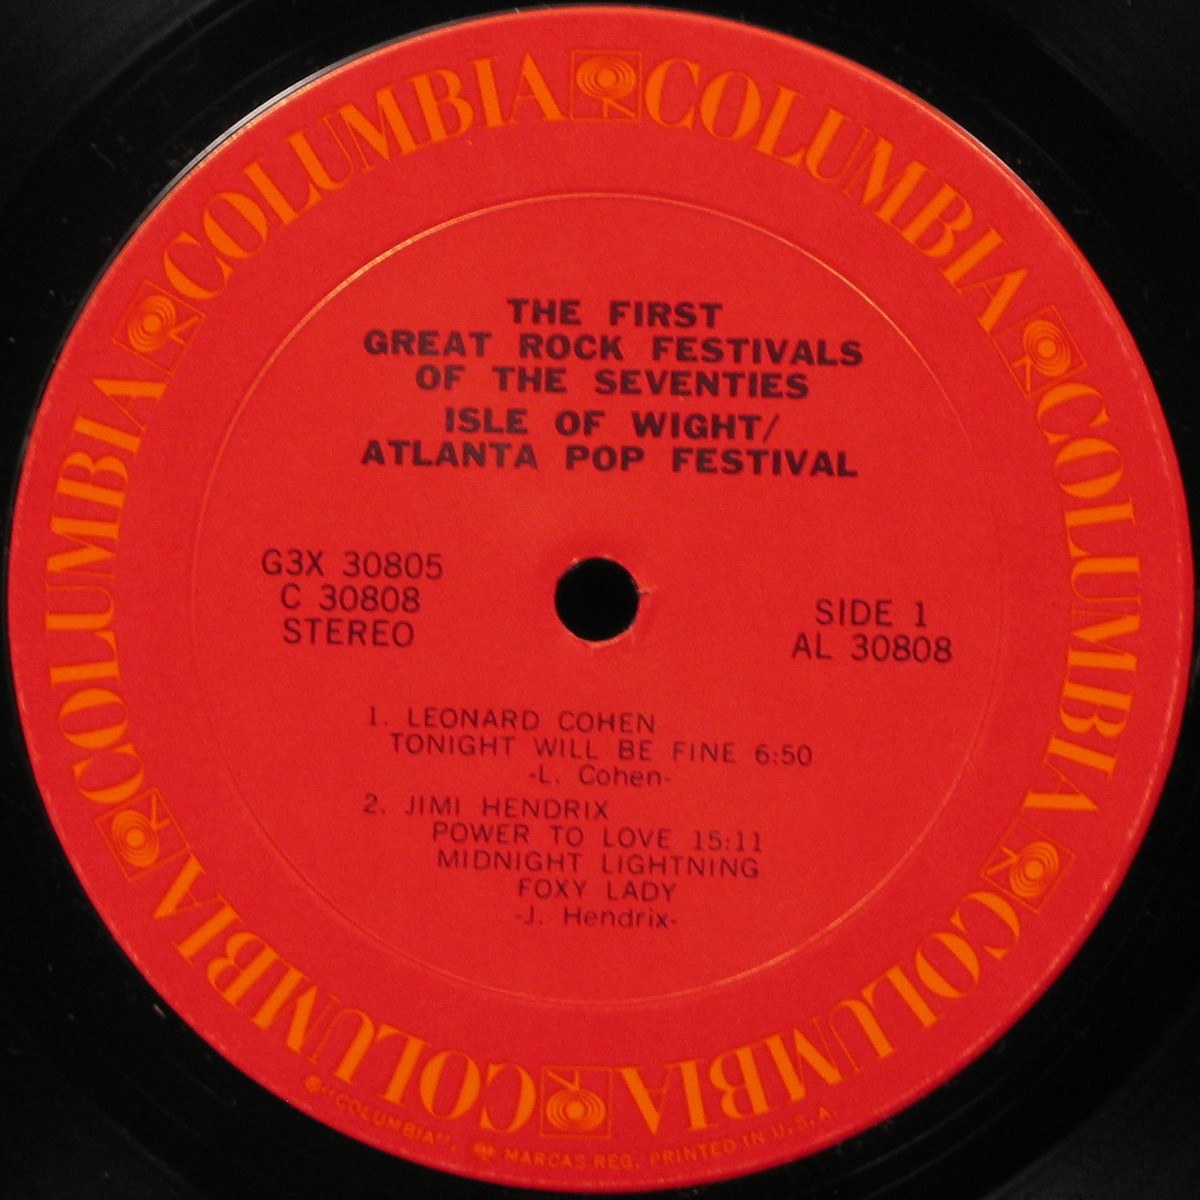 COLUMBIA COLUMBIA COLUMBIA COLUMBIA COLUMBIA COLUMBIA COLUMBIA COLUMBIA
THE FIRST
GREAT ROCK FESTIVALS
OF THE SEVENTIES
ISLE OF WIGHT/
ATLANTA POP FESTIVAL
G3X 30805
C 30808
STEREO
SIDE 1
AL 30808
1. LEONARD COHEN
TONIGHT WILL BE FINE 6:50
-L. Cohen-
2. JIMI HENDRIX
POWER TO LOVE 15:11
MIDNIGHT LIGHTNING
FOXY LADY
-J. Hendrix-
"COLUMBIA", MARCAS REG. PRINTED IN U.S.A.